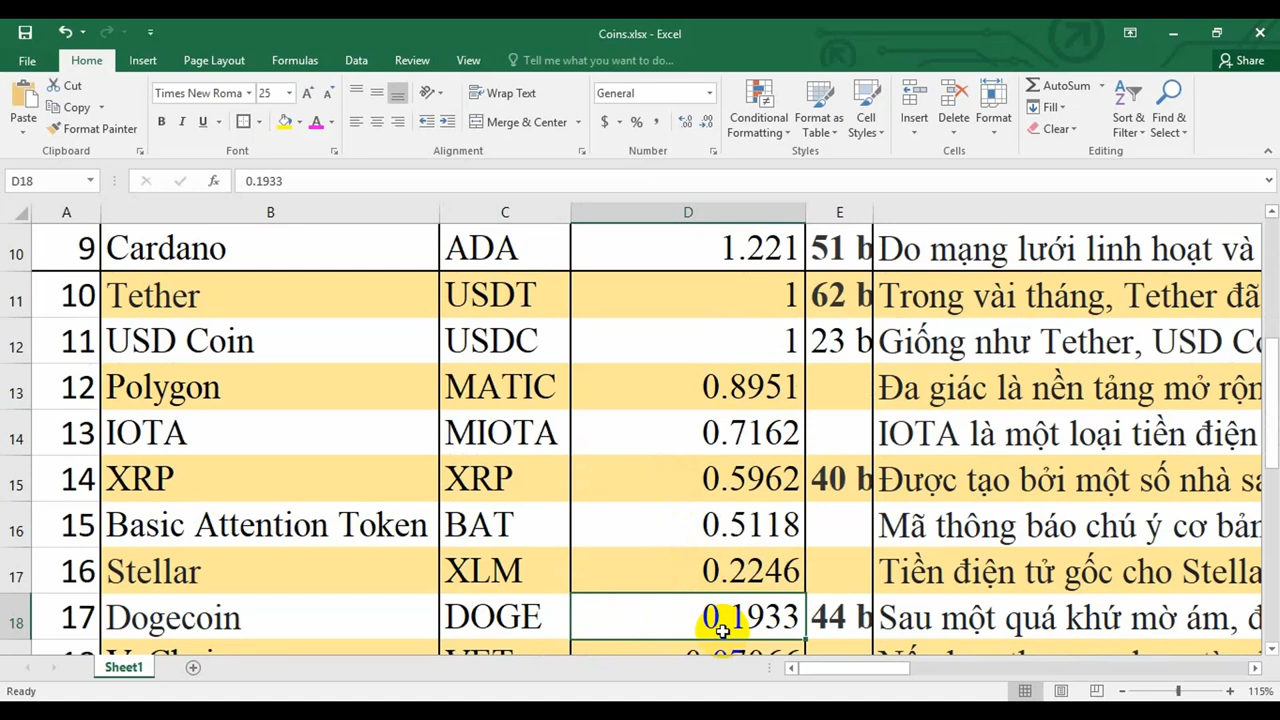 Coins.xlsx - Excel
File Home Insert Page Layout Formulas Data Review View Tell me what you want to do... Share
Paste Cut Copy Format Painter
Times New Roma 25 B I U
Wrap Text Merge & Center
General $ % ,
Conditional Formatting Format as Table Cell Styles
Insert Delete Format
AutoSum Fill Clear Sort & Filter Find & Select
Clipboard Font Alignment Number Styles Cells Editing
D18 fx 0.1933
A B C D E
10 9 Cardano ADA 1.221 51 b Do mạng lưới linh hoạt và
11 10 Tether USDT 1 62 b Trong vài tháng, Tether đã
12 11 USD Coin USDC 1 23 b Giống như Tether, USD Co
13 12 Polygon MATIC 0.8951 Đa giác là nền tảng mở rộn
14 13 IOTA MIOTA 0.7162 IOTA là một loại tiền điện
15 14 XRP XRP 0.5962 40 b Được tạo bởi một số nhà sá
16 15 Basic Attention Token BAT 0.5118 Mã thông báo chú ý cơ bản
17 16 Stellar XLM 0.2246 Tiền điện tử gốc cho Stella
18 17 Dogecoin DOGE 0.1933 44 b Sau một quá khứ mờ ám, đ
Sheet1
Ready 115%